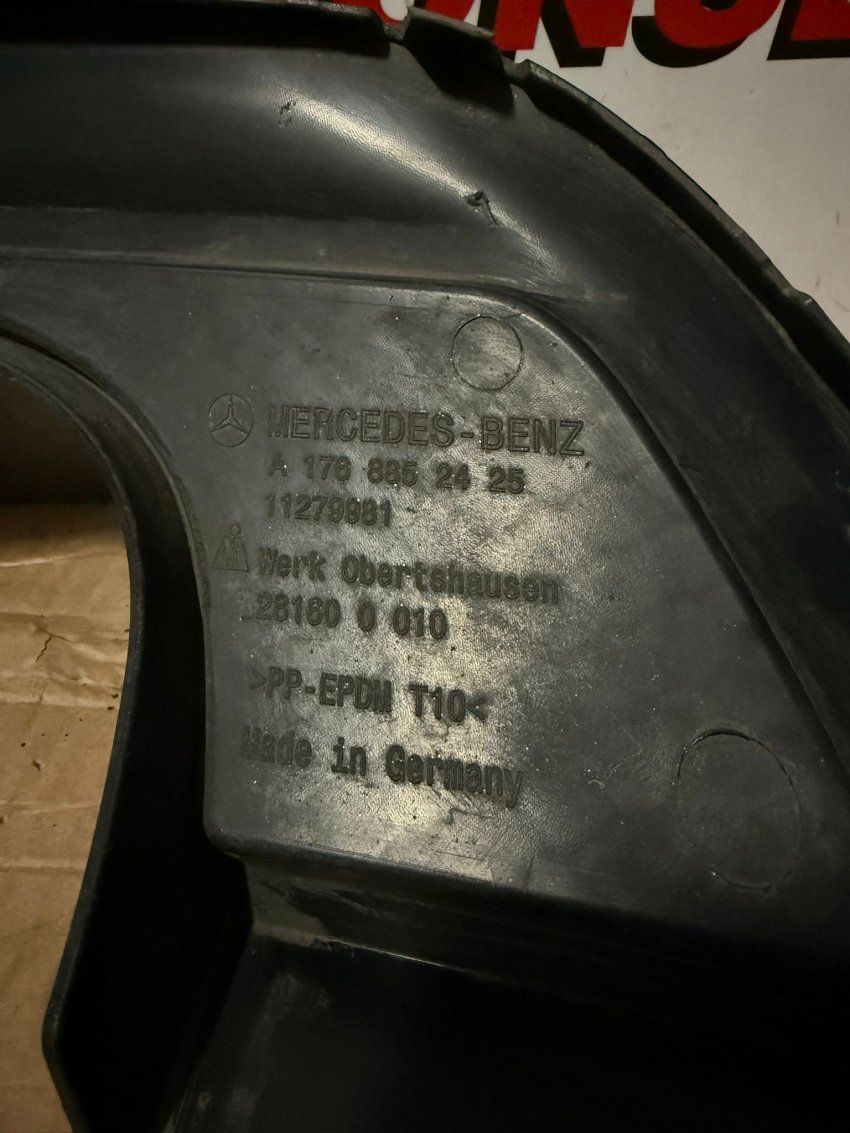 MERCEDES-BENZ
A 176 885 24 25
11279981
Werk Obertshausen
28160 0 010
>PP-EPDM T10<
Made in Germany